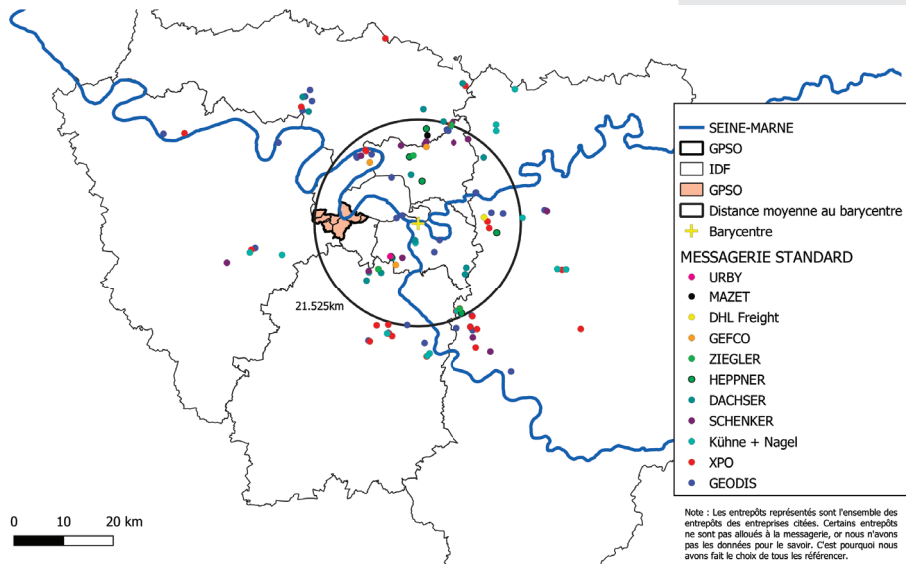 SEINE-MARNE
GPSO
IDF
GPSO
Distance moyenne au barycentre
Barycentre
MESSAGERIE STANDARD
URBY
MAZET
DHL Freight
GEFCO
ZIEGLER
HEPPNER
DACHSER
SCHENKER
Kühne + Nagel
XPO
GEODIS
21.525km
0 10 20 km
Note : Les entrepôts représentés sont l'ensemble des
entrepôts des entreprises citées. Certains entrepôts
ne sont pas alloués à la messagerie, or nous n'avons
pas les données pour le savoir. C'est pourquoi nous
avons fait le choix de tous les référencer.